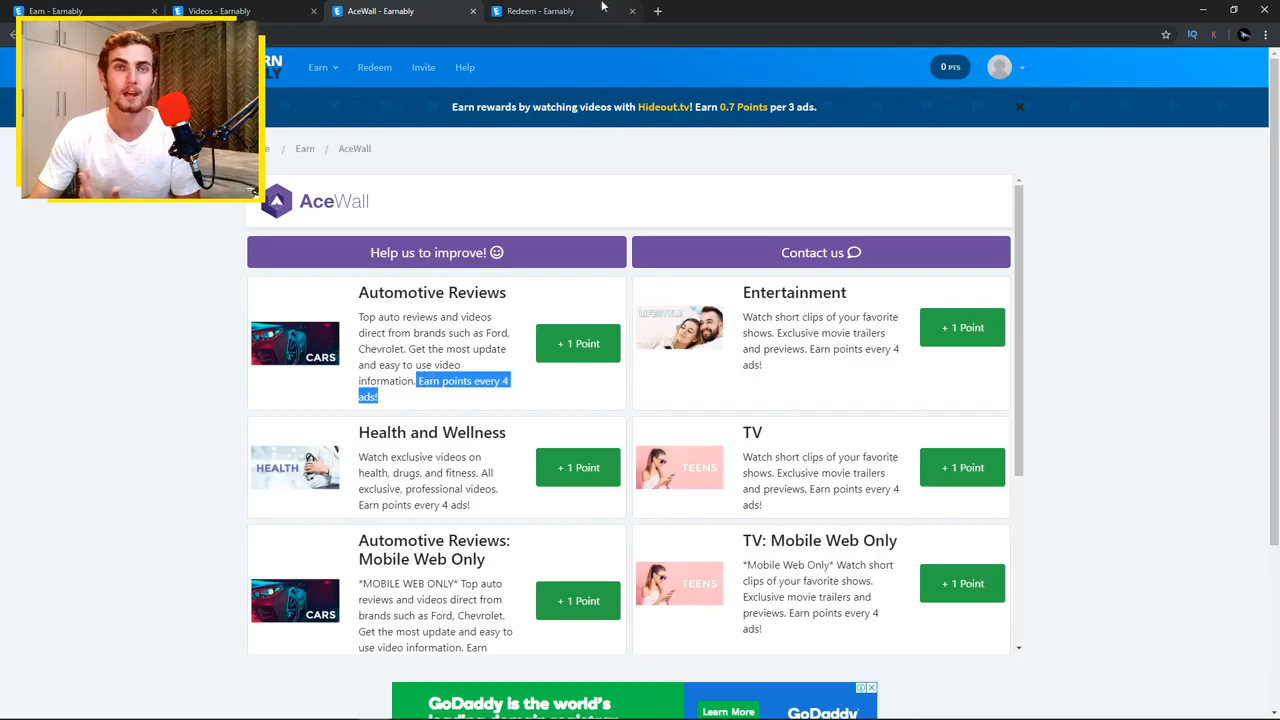 Earn - Earnably
Videos - Earnably
AceWall - Earnably
Redeem - Earnably
IQ
K
Earn
Redeem
Invite
Help
0 PTS
Earn rewards by watching videos with Hideout.tv! Earn 0.7 Points per 3 ads.
/ Earn / AceWall
AceWall
Help us to improve!
Contact us
Automotive Reviews
Top auto reviews and videos
direct from brands such as Ford,
Chevrolet. Get the most update
and easy to use video
information. Earn points every 4
ads!
CARS
+ 1 Point
Entertainment
Watch short clips of your favorite
shows. Exclusive movie trailers
and previews. Earn points every 4
ads!
LIFESTYLE
+ 1 Point
Health and Wellness
Watch exclusive videos on
health, drugs, and fitness. All
exclusive, professional videos.
Earn points every 4 ads!
HEALTH
+ 1 Point
TV
Watch short clips of your favorite
shows. Exclusive movie trailers
and previews. Earn points every 4
ads!
TEENS
+ 1 Point
Automotive Reviews:
Mobile Web Only
*MOBILE WEB ONLY* Top auto
reviews and videos direct from
brands such as Ford, Chevrolet.
Get the most update and easy to
use video information. Earn
CARS
+ 1 Point
TV: Mobile Web Only
*Mobile Web Only* Watch short
clips of your favorite shows.
Exclusive movie trailers and
previews. Earn points every 4
ads!
TEENS
+ 1 Point
GoDaddy is the world's
Learn More
GoDaddy